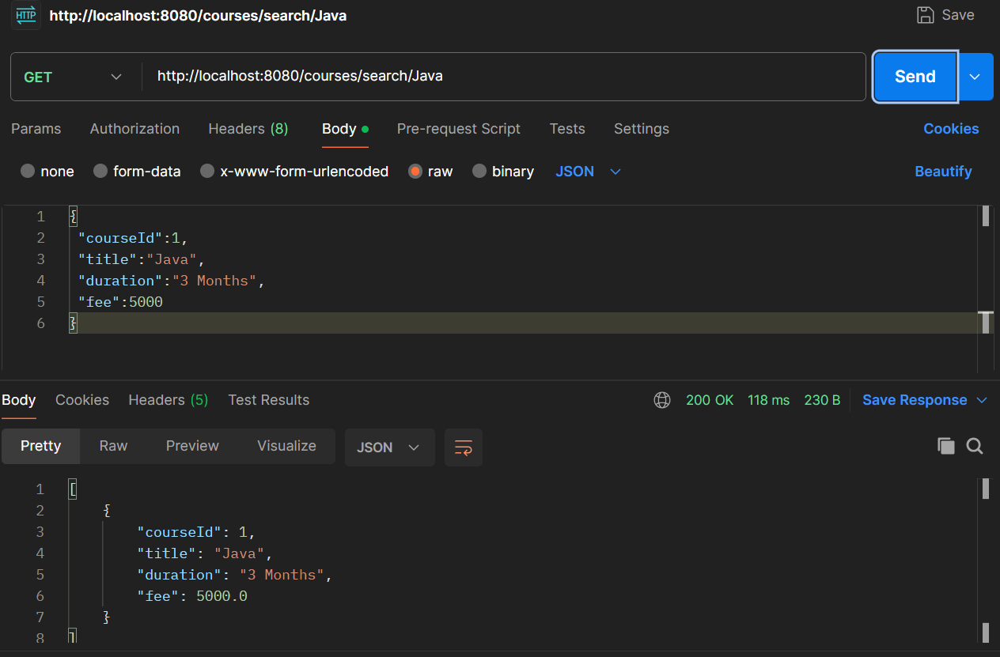 HTTP http://localhost:8080/courses/search/Java Save
GET http://localhost:8080/courses/search/Java Send
Params Authorization Headers (8) Body Pre-request Script Tests Settings Cookies
none form-data x-www-form-urlencoded raw binary JSON Beautify
1 {
2 "courseId":1,
3 "title":"Java",
4 "duration":"3 Months",
5 "fee":5000
6 }
Body Cookies Headers (5) Test Results 200 OK 118 ms 230 B Save Response
Pretty Raw Preview Visualize JSON
1 [
2 {
3 "courseId": 1,
4 "title": "Java",
5 "duration": "3 Months",
6 "fee": 5000.0
7 }
8 ]